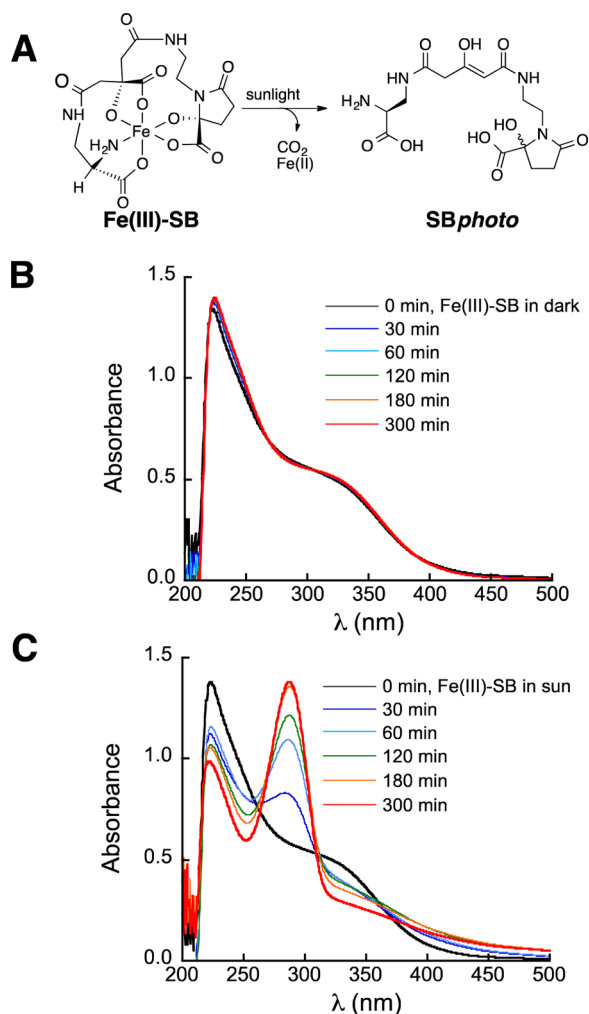 A
O
NH
O
O
N
O
O
O
NH
O
Fe
O
O
O
H₂N
O
H
O
O
Fe(III)-SB
sunlight
CO₂
Fe(II)
O
OH
O
NH
NH
H₂N
O
OH
HO
HO
N
O
O
SBphoto
B
1.5
1.0
0.5
0.0
Absorbance
0 min, Fe(III)-SB in dark
30 min
60 min
120 min
180 min
300 min
200 250 300 350 400 450 500
λ (nm)
C
1.5
1.0
0.5
0.0
Absorbance
0 min, Fe(III)-SB in sun
30 min
60 min
120 min
180 min
300 min
200 250 300 350 400 450 500
λ (nm)